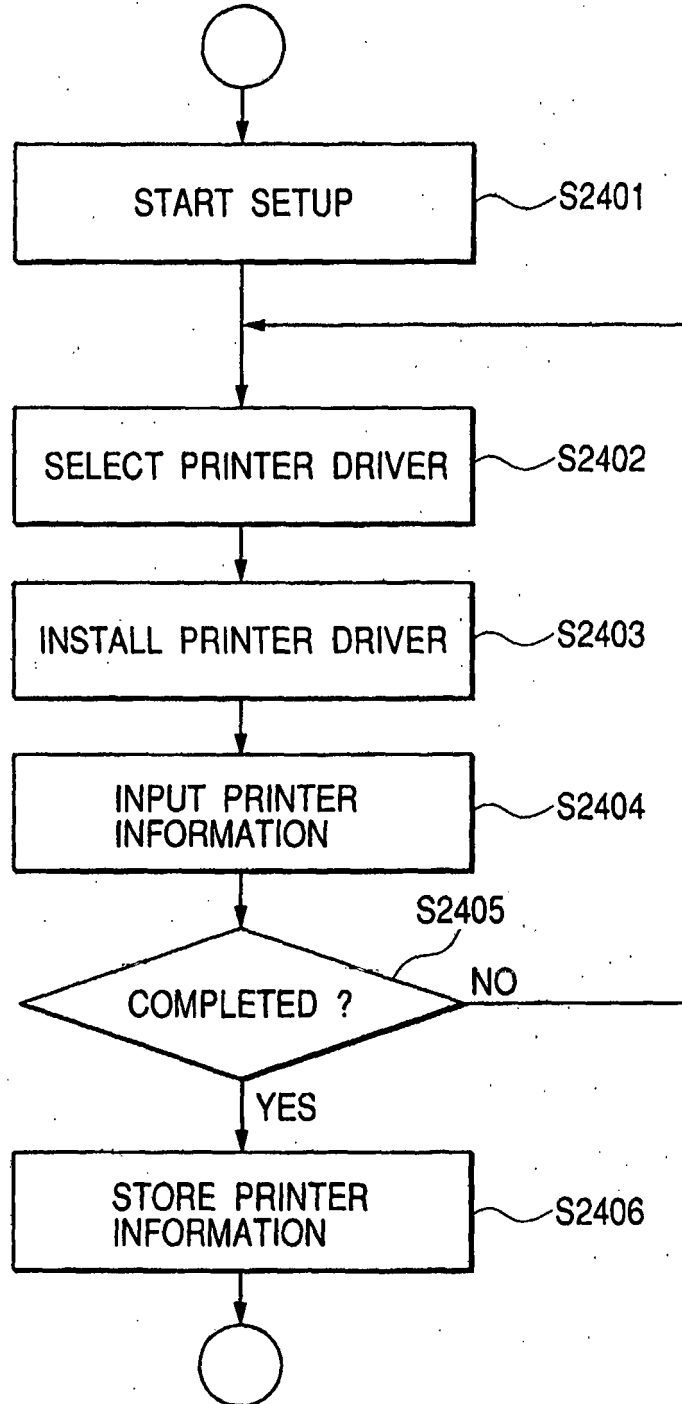 START SETUP
S2401
SELECT PRINTER DRIVER
S2402
INSTALL PRINTER DRIVER
S2403
INPUT PRINTER
INFORMATION
S2404
S2405
COMPLETED ?
NO
YES
STORE PRINTER
INFORMATION
S2406